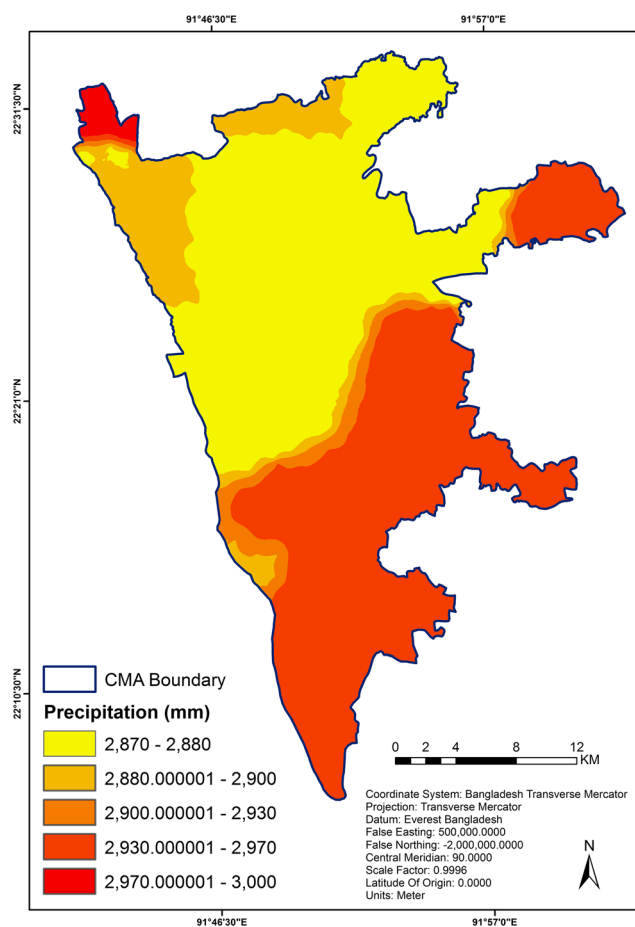 91°46'30"E 91°57'0"E
22°31'30"N
22°21'0"N
22°10'30"N
CMA Boundary
Precipitation (mm)
2,870 - 2,880
2,880.000001 - 2,900
2,900.000001 - 2,930
2,930.000001 - 2,970
2,970.000001 - 3,000
0 2 4 8 12
KM
Coordinate System: Bangladesh Transverse Mercator
Projection: Transverse Mercator
Datum: Everest Bangladesh
False Easting: 500,000.0000
False Northing: -2,000,000.0000
Central Meridian: 90.0000
Scale Factor: 0.9996
Latitude Of Origin: 0.0000
Units: Meter
N
91°46'30"E 91°57'0"E